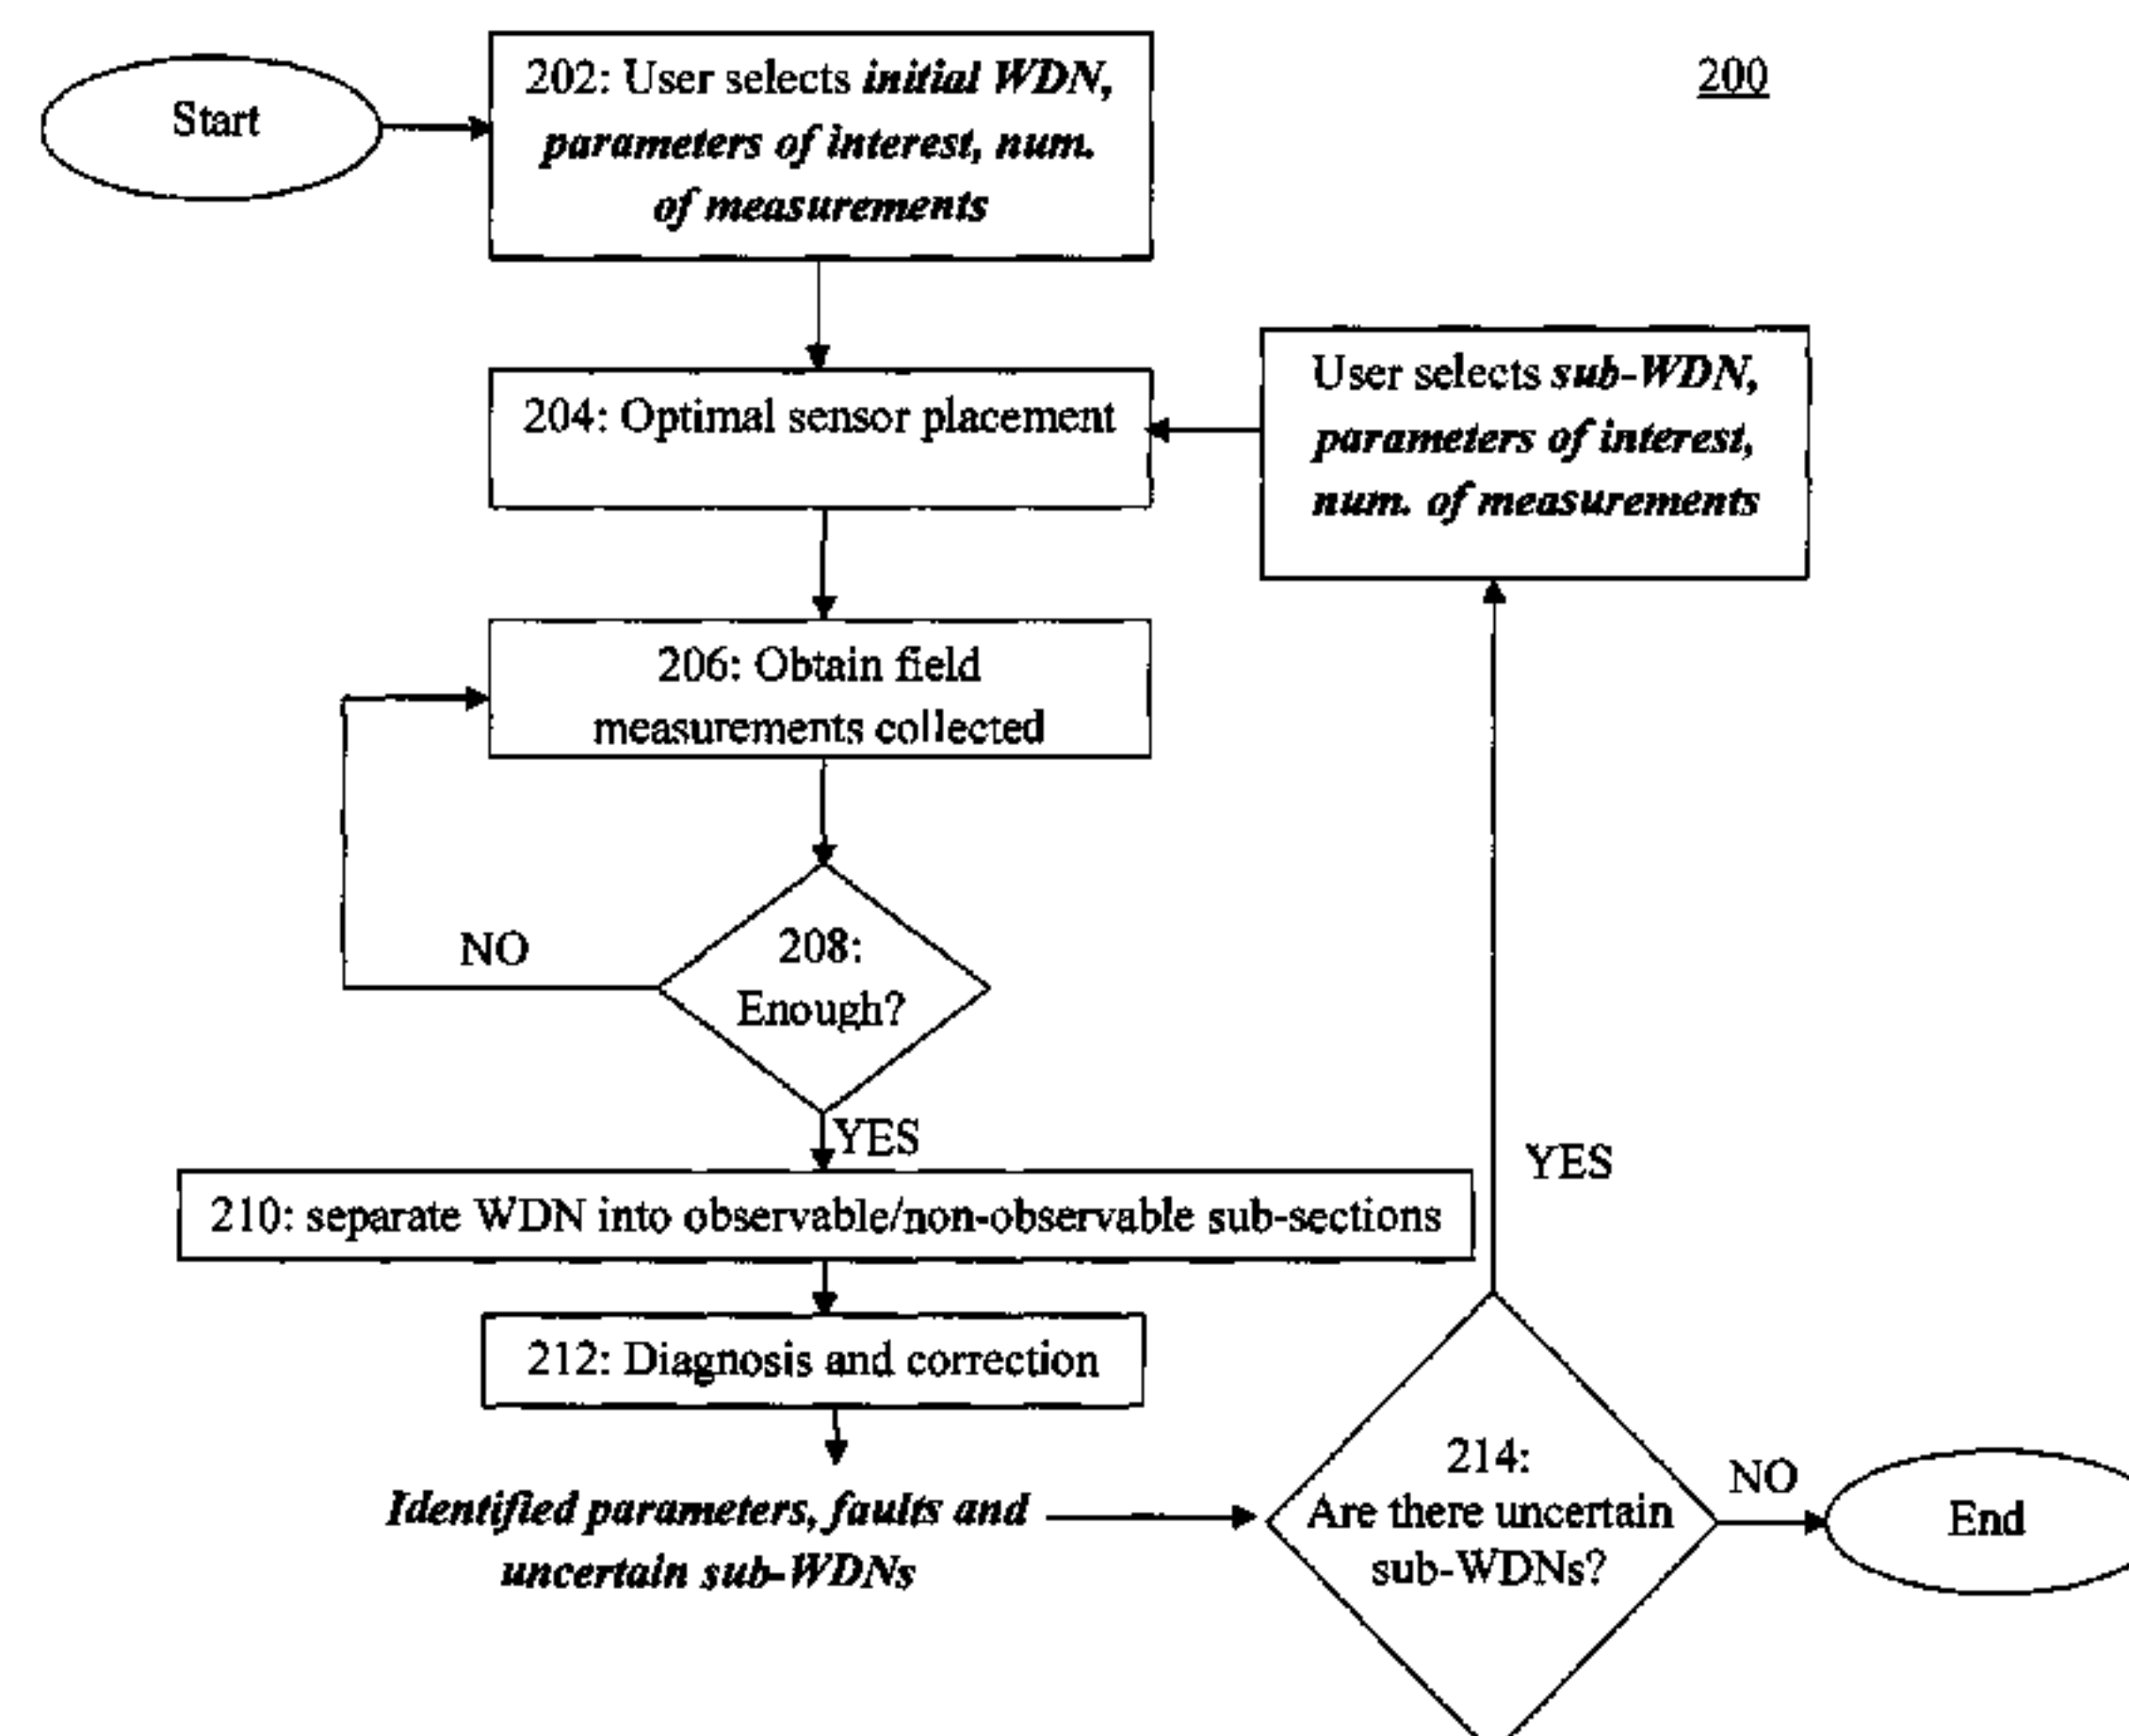 200
Start
202: User selects initial WDN,
parameters of interest, num.
of measurements
204: Optimal sensor placement
User selects sub-WDN,
parameters of interest,
num. of measurements
206: Obtain field
measurements collected
208:
Enough?
NO
YES
210: separate WDN into observable/non-observable sub-sections
212: Diagnosis and correction
Identified parameters, faults and
uncertain sub-WDNs
214:
Are there uncertain
sub-WDNs?
YES
NO
End